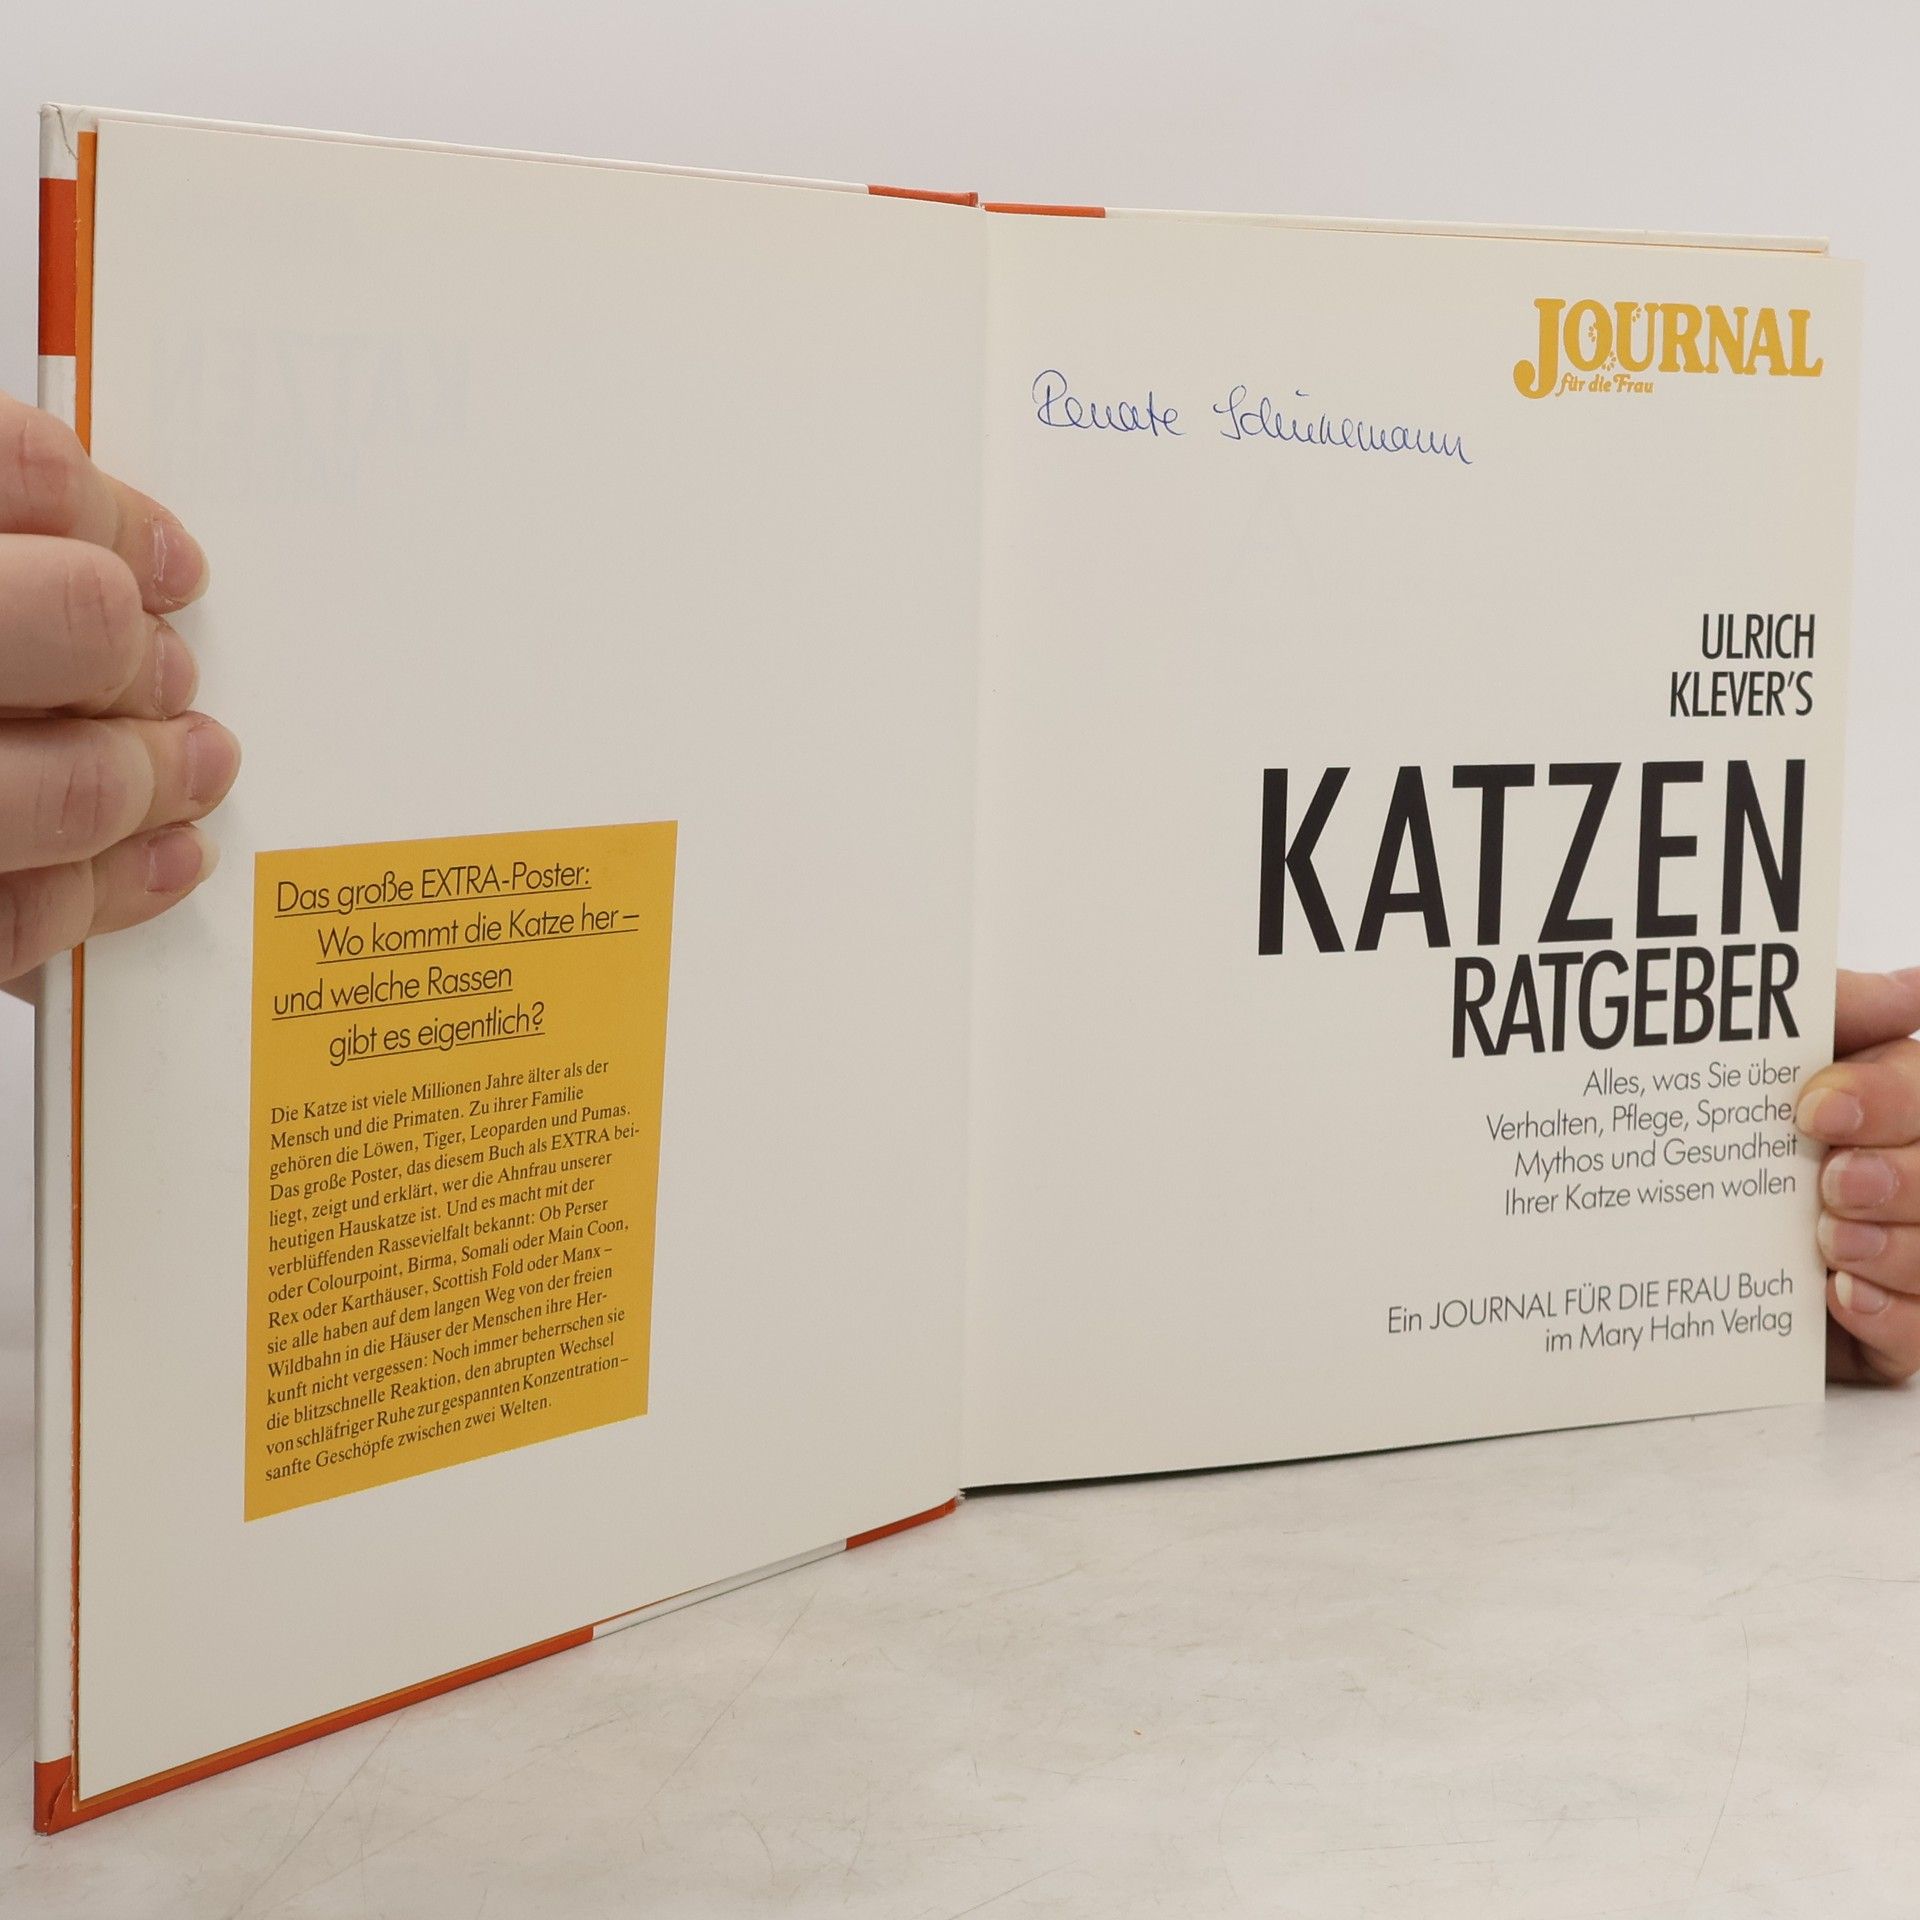 Das große EXTRA-Poster:
Wo kommt die Katze her –
und welche Rassen
gibt es eigentlich?
Die Katze ist viele Millionen Jahre älter als der
Mensch und die Primaten. Zu ihrer Familie
gehören die Löwen, Tiger, Leoparden und Pumas.
Das große Poster, das diesem Buch als EXTRA bei-
liegt, zeigt und erklärt, wer die Ahnfrau unserer
heutigen Hauskatze ist. Und es macht mit der
verblüffenden Rassevielfalt bekannt: Ob Perser
oder Colourpoint, Birma, Somali oder Main Coon,
Rex oder Karthäuser, Scottish Fold oder Manx –
sie alle haben auf dem langen Weg von der freien
Wildbahn in die Häuser der Menschen ihre Her-
kunft nicht vergessen: Noch immer beherrschen sie
die blitzschnelle Reaktion, den abrupten Wechsel
von schläfriger Ruhe zur gespannten Konzentration –
sanfte Geschöpfe zwischen zwei Welten.
JOURNAL
für die Frau
Renate Schünemann
ULRICH
KLEVER'S
KATZEN
RATGEBER
Alles, was Sie über
Verhalten, Pflege, Sprache,
Mythos und Gesundheit
Ihrer Katze wissen wollen
Ein JOURNAL FÜR DIE FRAU Buch
im Mary Hahn Verlag